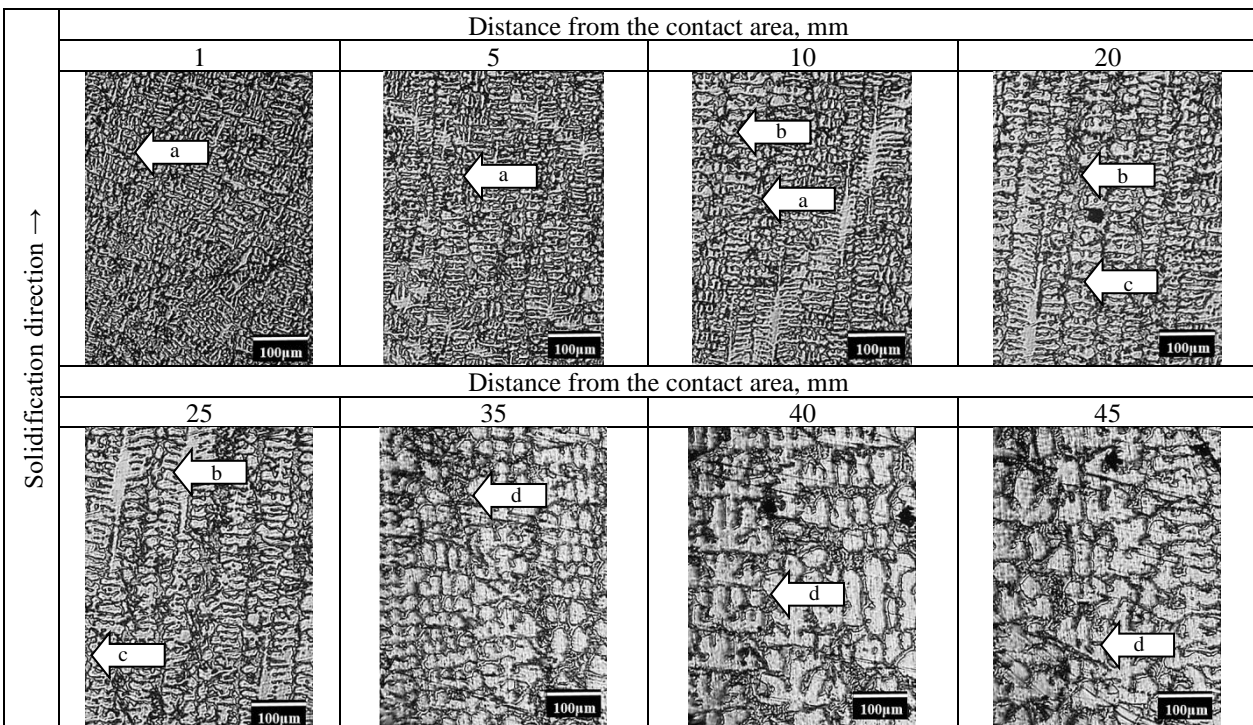 Solidification direction →
Distance from the contact area, mm
1 5 10 20
a
100µm
a
100µm
b
a
100µm
b
c
100µm
Distance from the contact area, mm
25 35 40 45
b
c
100µm
d
100µm
d
100µm
d
100µm